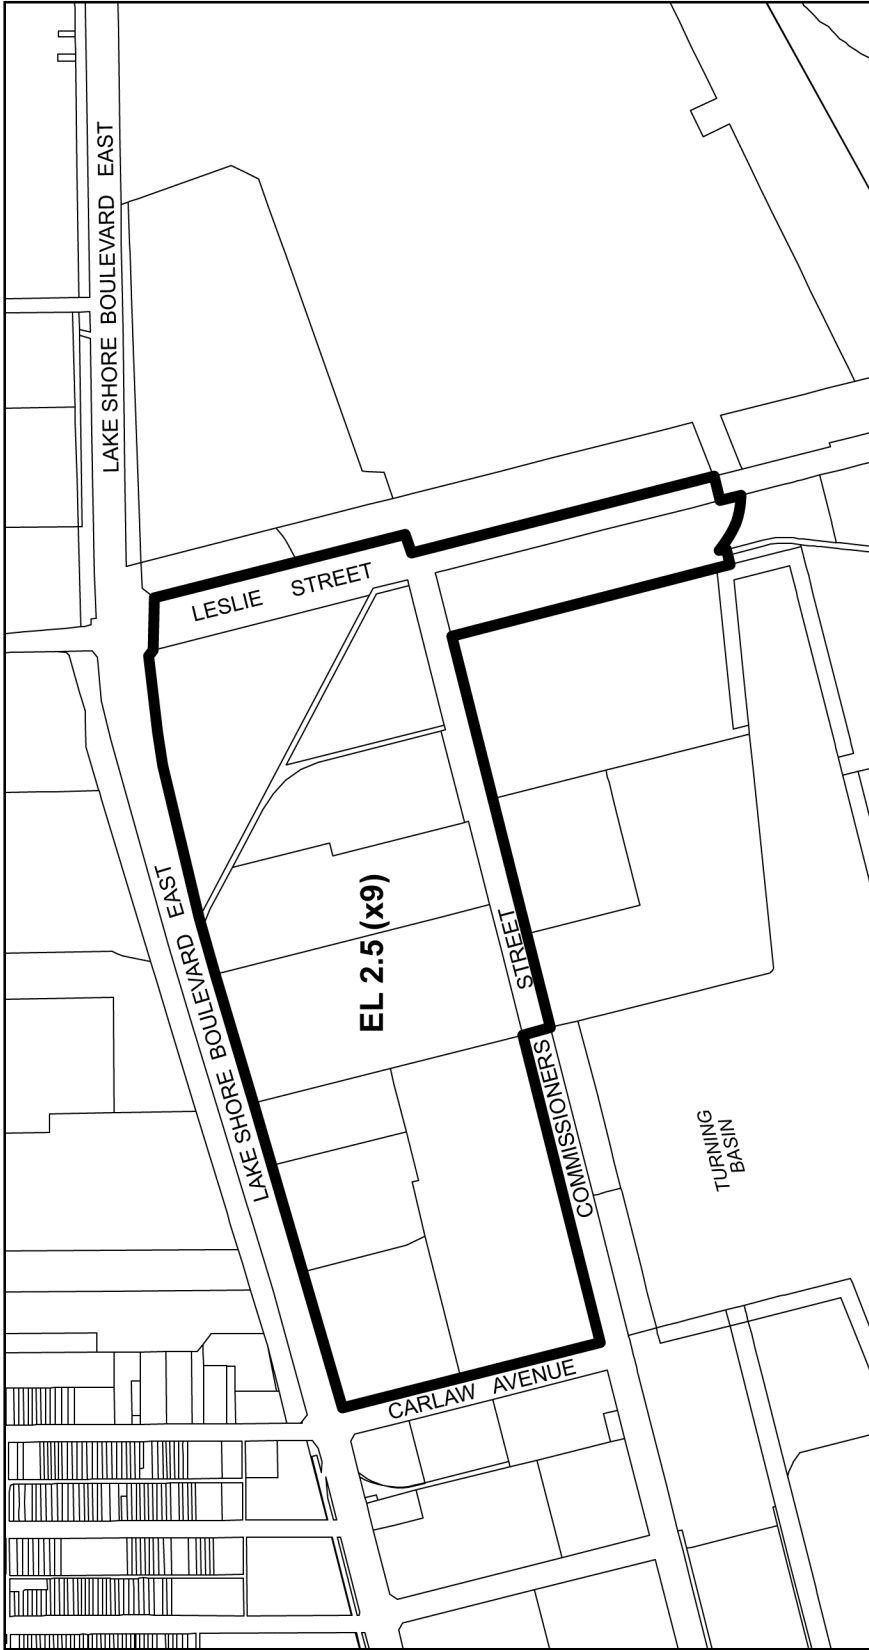 LAKE SHORE BOULEVARD EAST
LESLIE STREET
LAKE SHORE BOULEVARD EAST
EL 2.5 (x9)
COMMISSIONERS STREET
TURNING
BASIN
CARLAW AVENUE